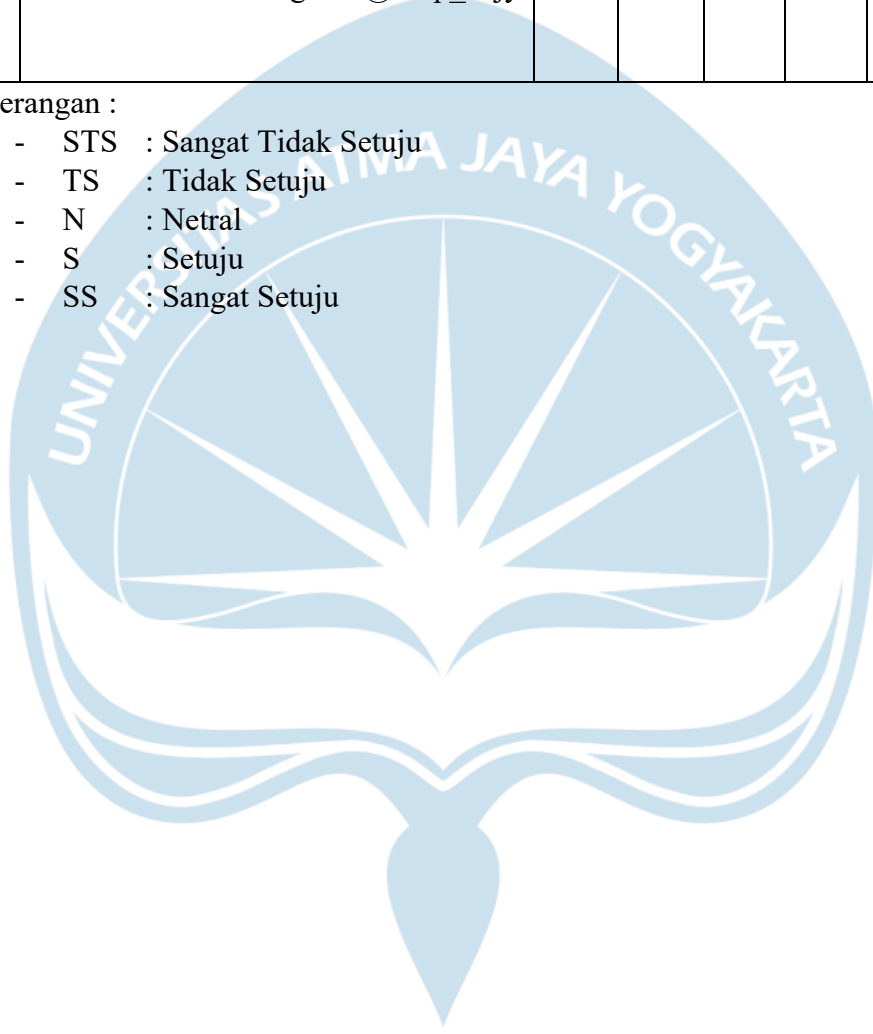 erangan :
- STS : Sangat Tidak Setuju
- TS : Tidak Setuju
- N : Netral
- S : Setuju
- SS : Sangat Setuju
UNIVERSITAS ATMA JAYA YOGYAKARTA